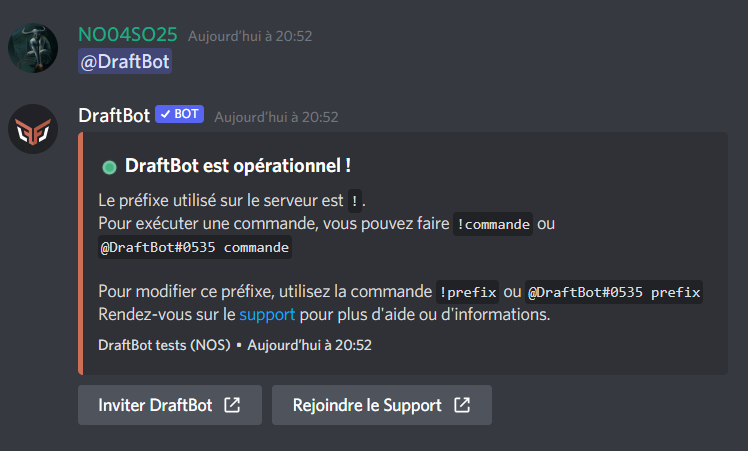 NO04SO25 Aujourd'hui à 20:52
@DraftBot
DraftBot BOT Aujourd'hui à 20:52
DraftBot est opérationnel !
Le préfixe utilisé sur le serveur est ! .
Pour exécuter une commande, vous pouvez faire !commande ou
@DraftBot#0535 commande
Pour modifier ce préfixe, utilisez la commande !prefix ou @DraftBot#0535 prefix
Rendez-vous sur le support pour plus d'aide ou d'informations.
DraftBot tests (NOS) • Aujourd'hui à 20:52
Inviter DraftBot Rejoindre le Support